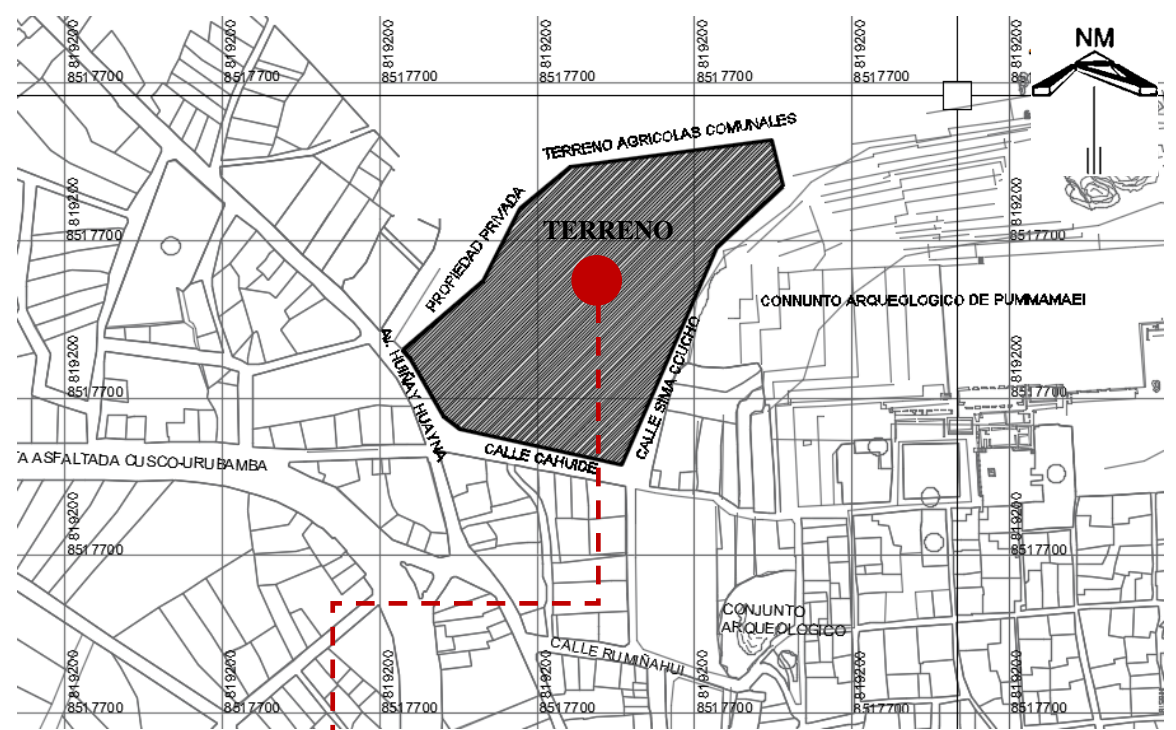 819200 819200 819200 819200 819200 819200 819200
8517700 8517700 8517700 8517700 8517700 8517700
NM
TERRENO AGRICOLAS COMUNALES
PROPIEDAD PRIVADA
819200 819200
8517700 8517700
TERRENO
CONNUNTO ARQUEOLOGICO DE PUMMAMAEI
AV. HUIÑAY HUAYNA
CALLE SIMA CCUCHO
819200 819200
8517700 8517700
CALLE CAHUIDE
TA ASFALTADA CUSCO-URUBAMBA
819200 819200
8517700 8517700
CONJUNTO
ARQUEOLOGICO
CALLE RUMIÑAHUI
819200 819200 819200 819200 819200 819200 819200
8517700 8517700 8517700 8517700 8517700 8517700 8517700